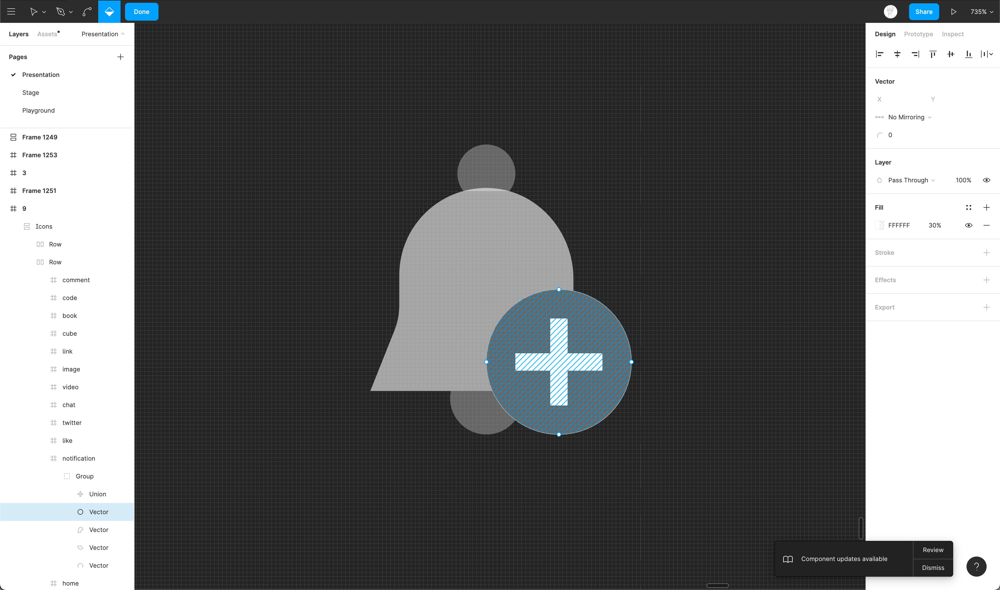 Done
Share
735%
Layers
Assets
Presentation
Pages
Presentation
Stage
Playground
Frame 1249
Frame 1253
3
Frame 1251
9
Icons
Row
Row
comment
code
book
cube
link
image
video
chat
twitter
like
notification
Group
Union
Vector
Vector
Vector
Vector
home
Design
Prototype
Inspect
Vector
X
Y
No Mirroring
0
Layer
Pass Through
100%
Fill
FFFFFF
30%
Stroke
Effects
Export
Component updates available
Review
Dismiss
?